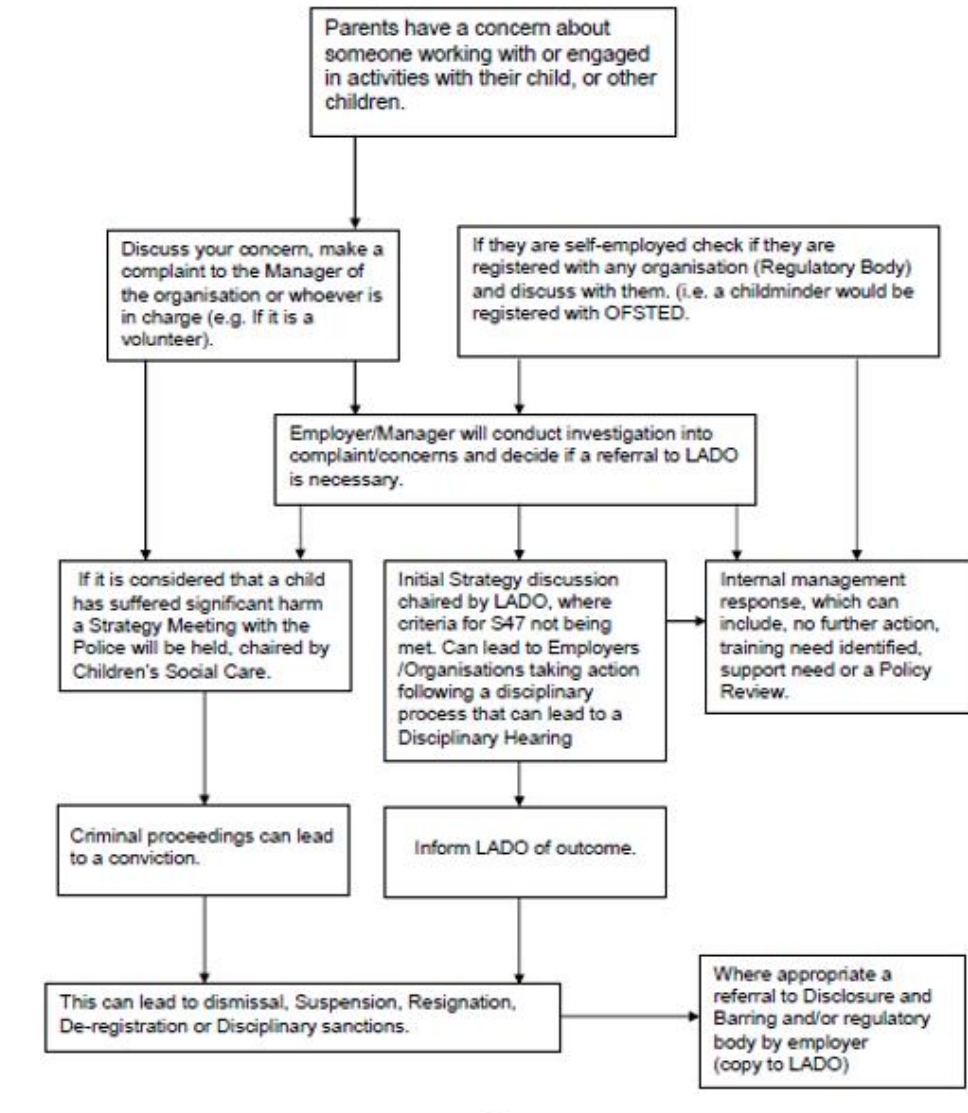 Parents have a concern about
someone working with or engaged
in activities with their child, or other
children.
Discuss your concern, make a
complaint to the Manager of
the organisation or whoever is
in charge (e.g. If it is a
volunteer).
If they are self-employed check if they are
registered with any organisation (Regulatory Body)
and discuss with them. (i.e. a childminder would be
registered with OFSTED.
Employer/Manager will conduct investigation into
complaint/concerns and decide if a referral to LADO
is necessary.
If it is considered that a child
has suffered significant harm
a Strategy Meeting with the
Police will be held, chaired by
Children's Social Care.
Initial Strategy discussion
chaired by LADO, where
criteria for S47 not being
met. Can lead to Employers
/Organisations taking action
following a disciplinary
process that can lead to a
Disciplinary Hearing
Internal management
response, which can
include, no further action,
training need identified,
support need or a Policy
Review.
Criminal proceedings can lead
to a conviction.
Inform LADO of outcome.
This can lead to dismissal, Suspension, Resignation,
De-registration or Disciplinary sanctions.
Where appropriate a
referral to Disclosure and
Barring and/or regulatory
body by employer
(copy to LADO)